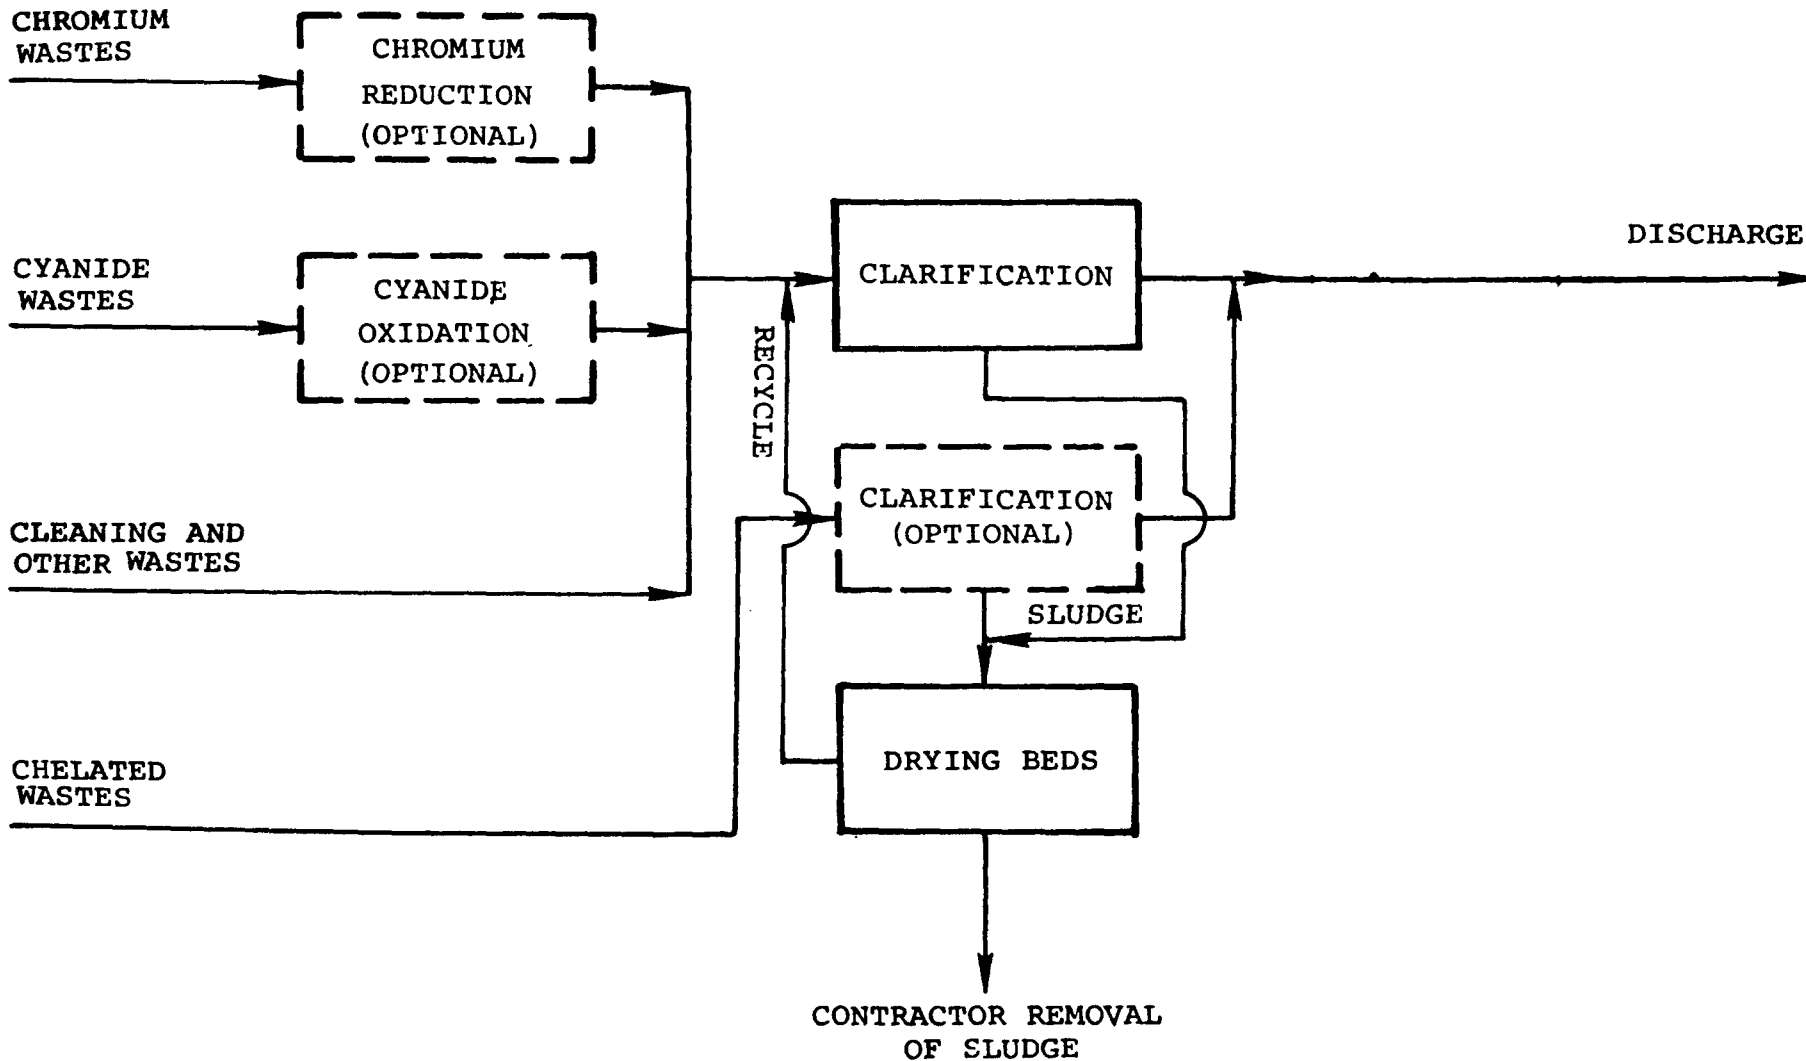 CHROMIUM
WASTES
CHROMIUM
REDUCTION
(OPTIONAL)
CYANIDE
WASTES
CYANIDE
OXIDATION
(OPTIONAL)
CLEANING AND
OTHER WASTES
CHELATED
WASTES
RECYCLE
CLARIFICATION
DISCHARGE
CLARIFICATION
(OPTIONAL)
SLUDGE
DRYING BEDS
CONTRACTOR REMOVAL
OF SLUDGE